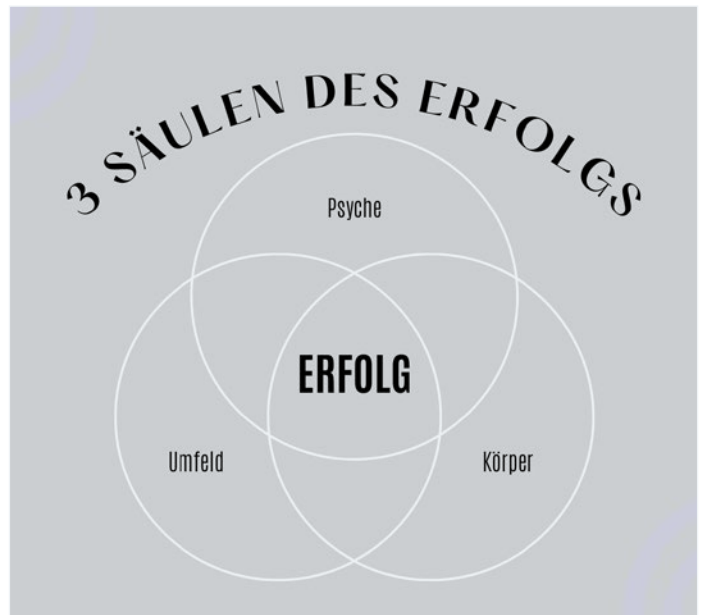 3 SÄULEN DES ERFOLGS
Psyche
ERFOLG
Umfeld
Körper